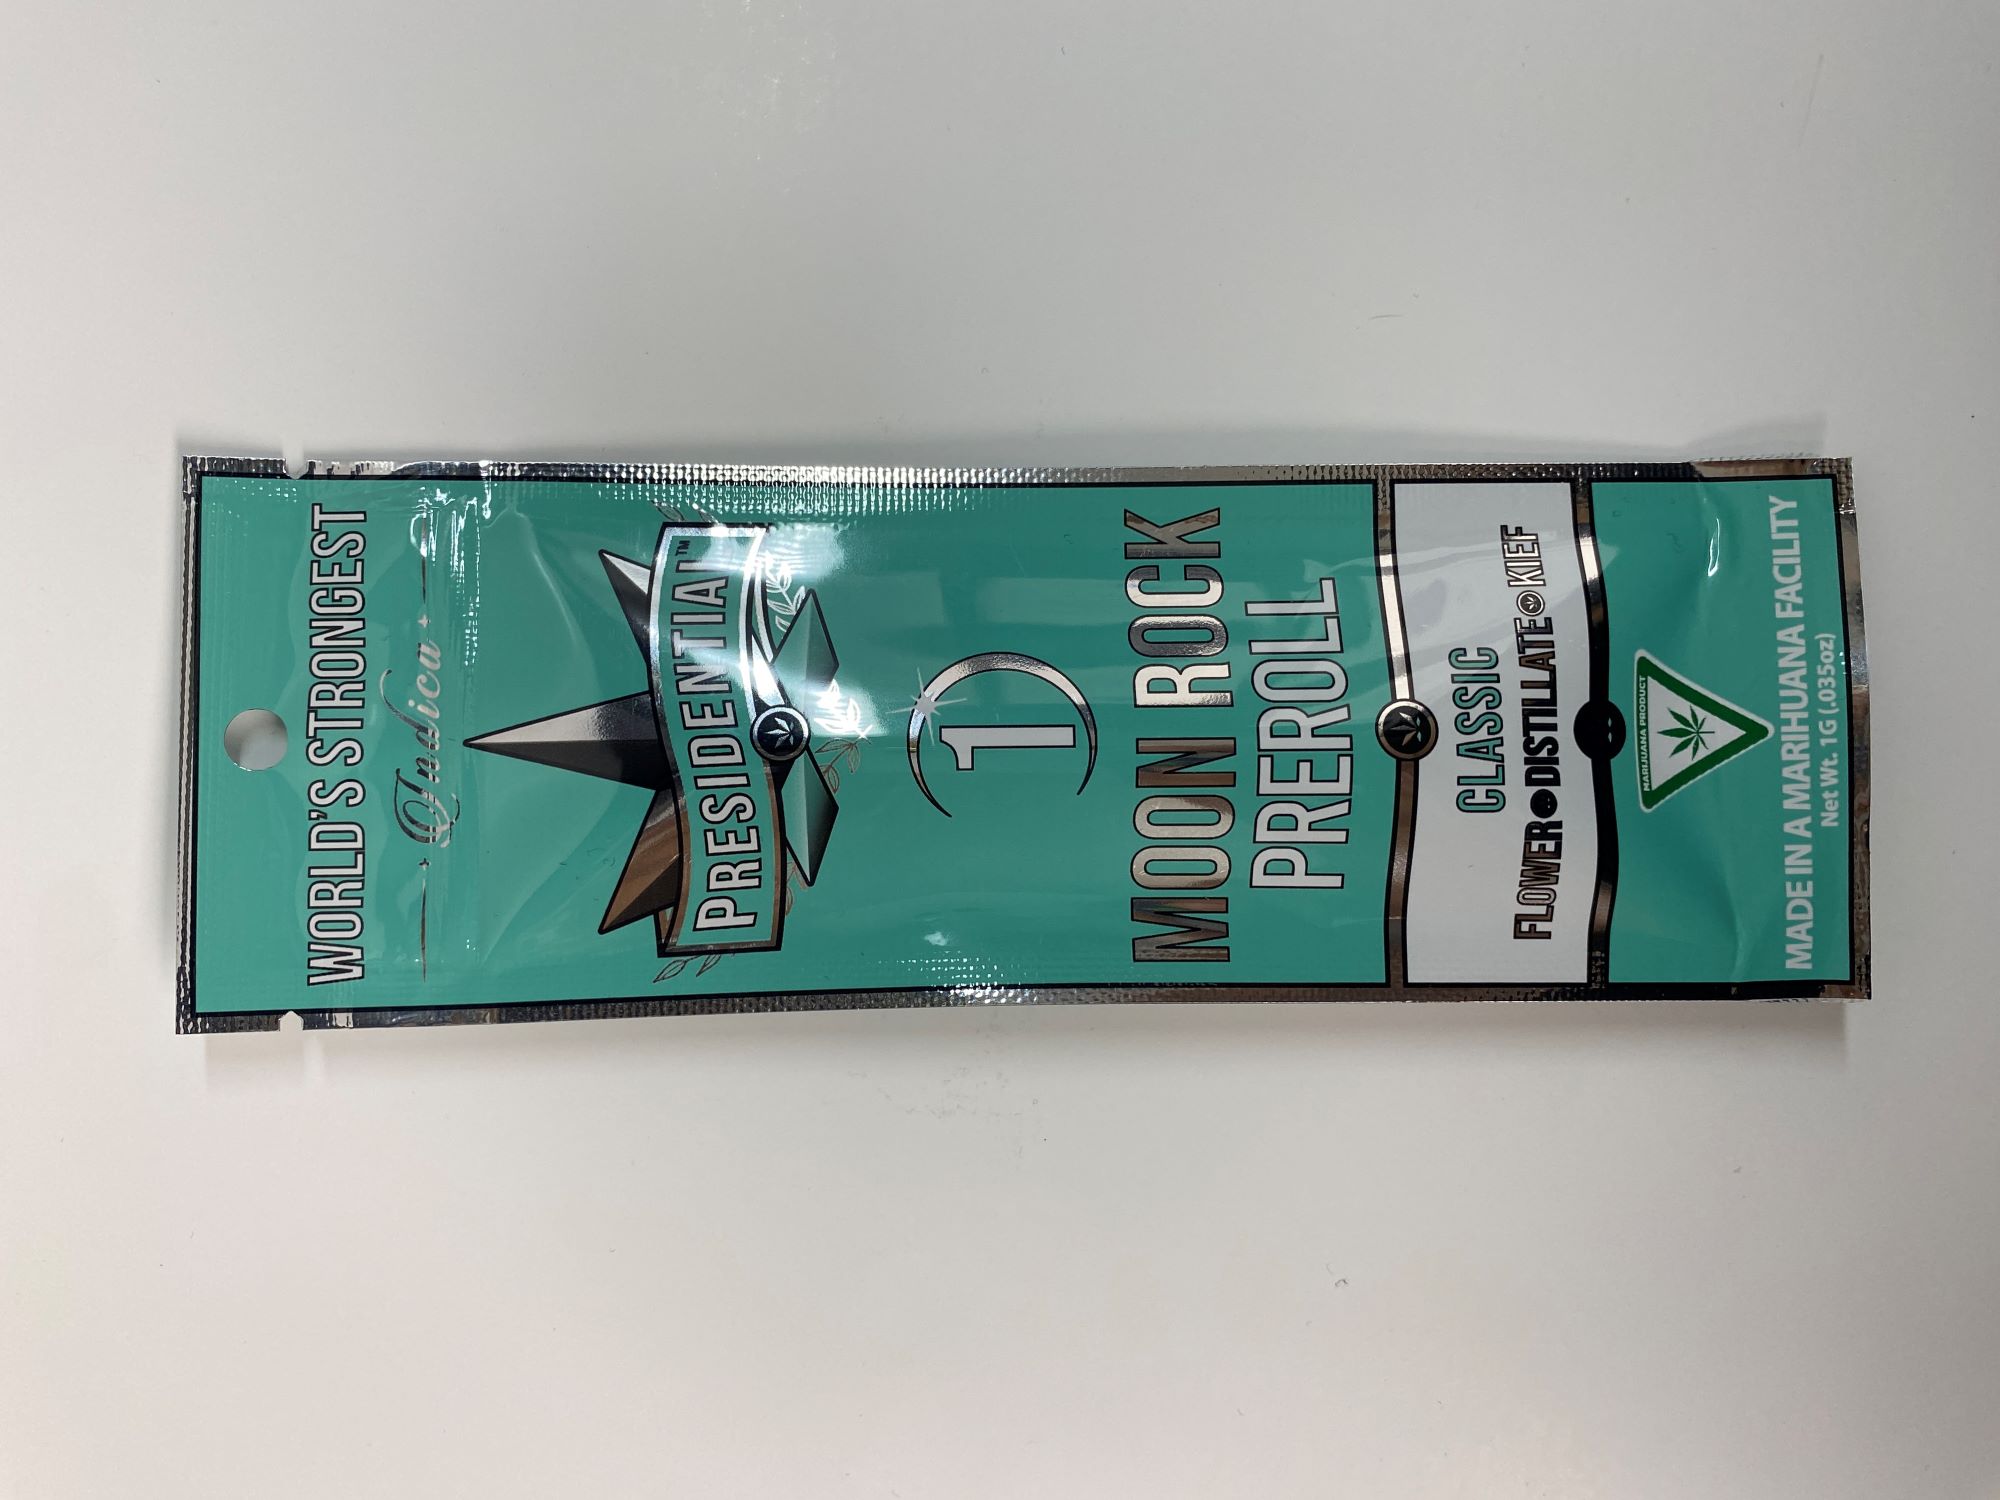 WORLD'S STRONGEST
Indica
PRESIDENTIAL™
1
MOON ROCK
PREROLL
CLASSIC
FLOWER DISTILLATE KIEF
MARIJUANA PRODUCT
MADE IN A MARIHUANA FACILITY
Net Wt. 1G (.035oz)